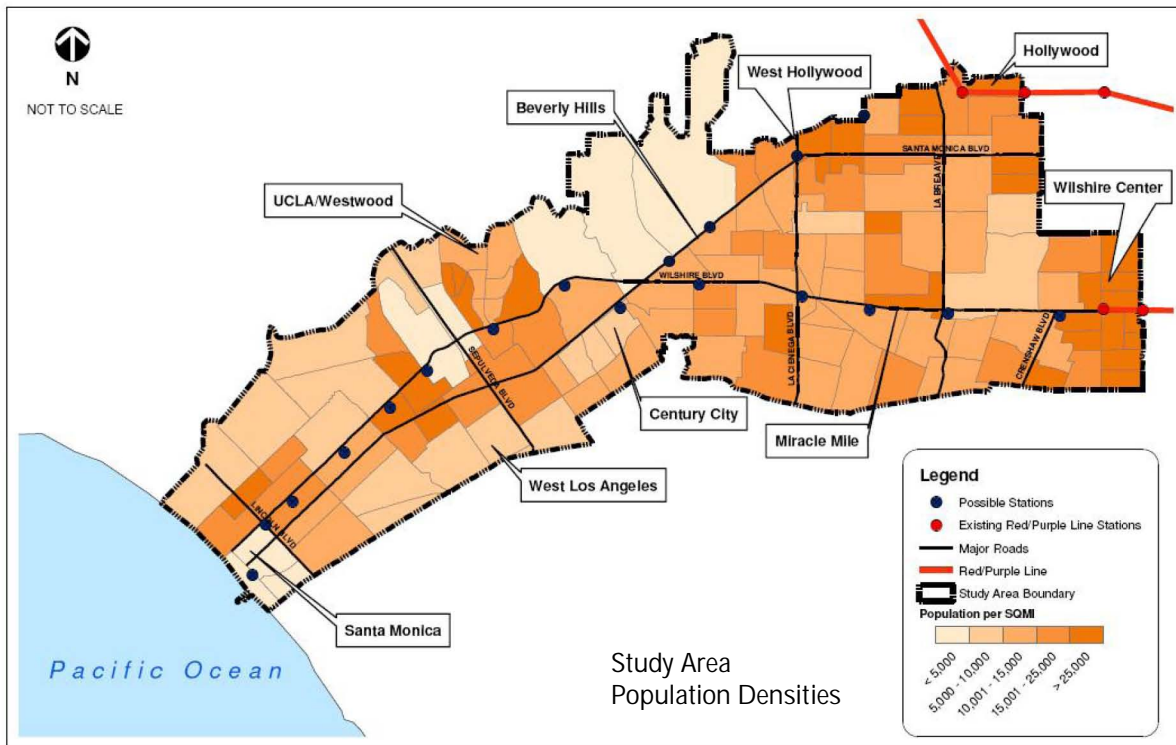 N
NOT TO SCALE
Hollywood
West Hollywood
Beverly Hills
SANTA MONICA BLVD
LA BREA AVE
Wilshire Center
UCLA/Westwood
WILSHIRE BLVD
LA CIENEGA BLVD
CRENSHAW BLVD
SEPULVEDA BLVD
Century City
Miracle Mile
West Los Angeles
LINCOLN BLVD
Santa Monica
Pacific Ocean
Study Area
Population Densities
Legend
Possible Stations
Existing Red/Purple Line Stations
Major Roads
Red/Purple Line
Study Area Boundary
Population per SQMI
< 5,000
5,000 - 10,000
10,001 - 15,000
15,001 - 25,000
> 25,000